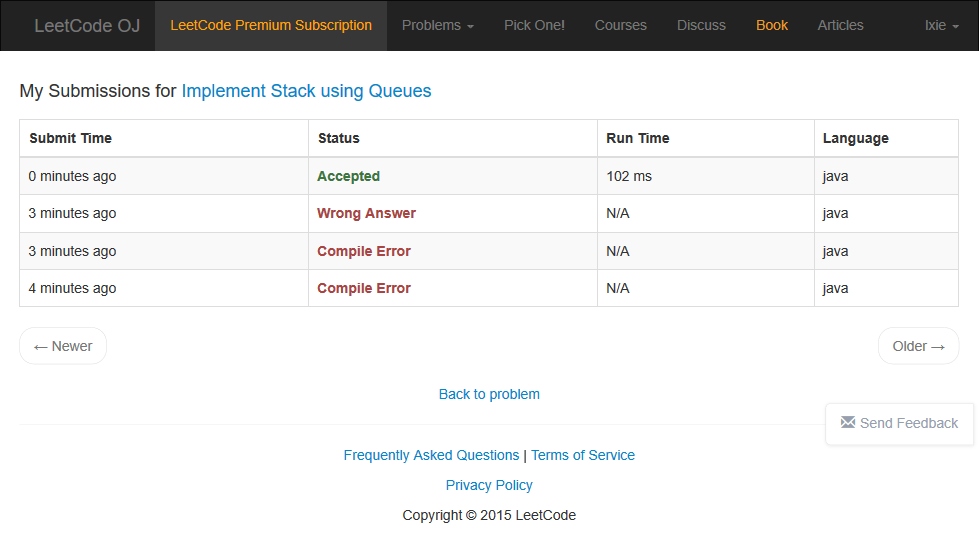 LeetCode OJ LeetCode Premium Subscription Problems Pick One! Courses Discuss Book Articles lxie
My Submissions for Implement Stack using Queues
Submit Time Status Run Time Language
0 minutes ago Accepted 102 ms java
3 minutes ago Wrong Answer N/A java
3 minutes ago Compile Error N/A java
4 minutes ago Compile Error N/A java
← Newer Older →
Back to problem
Send Feedback
Frequently Asked Questions | Terms of Service
Privacy Policy
Copyright © 2015 LeetCode